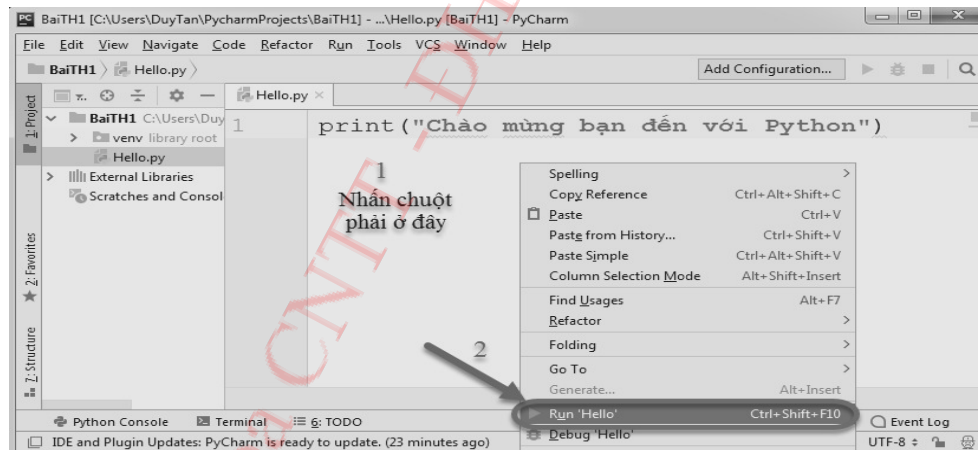 BaiTH1 [C:\Users\DuyTan\PycharmProjects\BaiTH1] - ...\Hello.py [BaiTH1] - PyCharm
File Edit View Navigate Code Refactor Run Tools VCS Window Help
BaiTH1 Hello.py Add Configuration...
1: Project
Hello.py
BaiTH1 C:\Users\Duy
venv library root
Hello.py
External Libraries
Scratches and Consol
1 print("Chào mừng bạn đến với Python")
1
Nhấn chuột
phải ở đây
2
Spelling
Copy Reference Ctrl+Alt+Shift+C
Paste Ctrl+V
Paste from History... Ctrl+Shift+V
Paste Simple Ctrl+Alt+Shift+V
Column Selection Mode Alt+Shift+Insert
Find Usages Alt+F7
Refactor
Folding
Go To
Generate... Alt+Insert
Run 'Hello' Ctrl+Shift+F10
Debug 'Hello'
2: Favorites
7: Structure
Python Console Terminal 6: TODO Event Log
IDE and Plugin Updates: PyCharm is ready to update. (23 minutes ago) UTF-8
CNTT